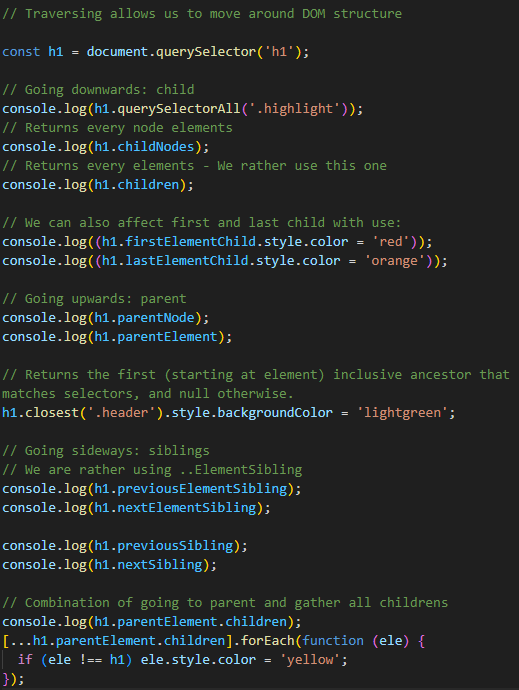 // Traversing allows us to move around DOM structure
const h1 = document.querySelector('h1');
// Going downwards: child
console.log(h1.querySelectorAll('.highlight'));
// Returns every node elements
console.log(h1.childNodes);
// Returns every elements - We rather use this one
console.log(h1.children);
// We can also affect first and last child with use:
console.log((h1.firstElementChild.style.color = 'red'));
console.log((h1.lastElementChild.style.color = 'orange'));
// Going upwards: parent
console.log(h1.parentNode);
console.log(h1.parentElement);
// Returns the first (starting at element) inclusive ancestor that
matches selectors, and null otherwise.
h1.closest('.header').style.backgroundColor = 'lightgreen';
// Going sideways: siblings
// We are rather using ..ElementSibling
console.log(h1.previousElementSibling);
console.log(h1.nextElementSibling);
console.log(h1.previousSibling);
console.log(h1.nextSibling);
// Combination of going to parent and gather all childrens
console.log(h1.parentElement.children);
[...h1.parentElement.children].forEach(function (ele) {
if (ele !== h1) ele.style.color = 'yellow';
});